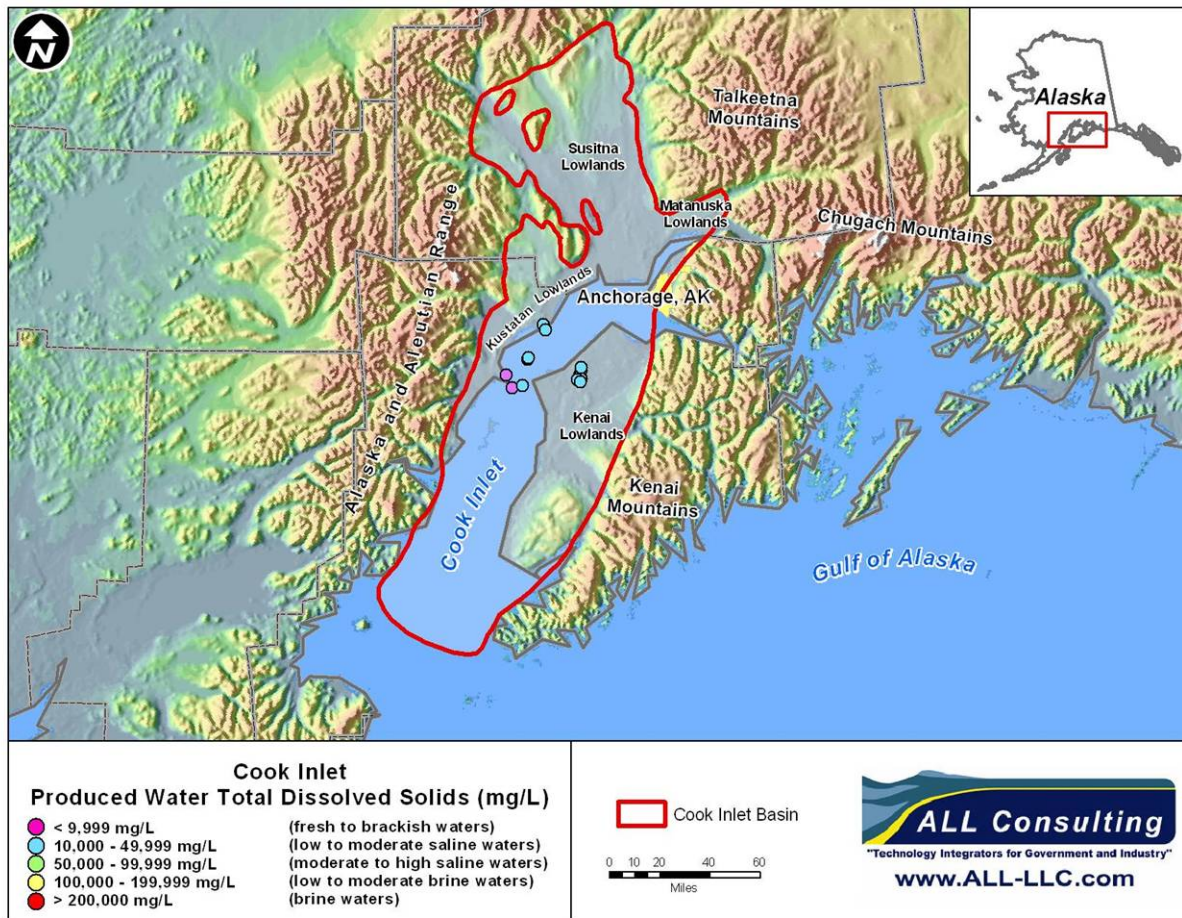 N
Alaska
Talkeetna
Mountains
Susitna
Lowlands
Matanuska
Lowlands
Chugach Mountains
Alaska and Aleutian Range
Kustatan Lowlands
Anchorage, AK
Kenai
Lowlands
Kenai
Mountains
Cook Inlet
Gulf of Alaska
Cook Inlet
Produced Water Total Dissolved Solids (mg/L)
< 9,999 mg/L (fresh to brackish waters)
10,000 - 49,999 mg/L (low to moderate saline waters)
50,000 - 99,999 mg/L (moderate to high saline waters)
100,000 - 199,999 mg/L (low to moderate brine waters)
> 200,000 mg/L (brine waters)
Cook Inlet Basin
0 10 20 40 60
Miles
ALL Consulting
"Technology Integrators for Government and Industry"
www.ALL-LLC.com